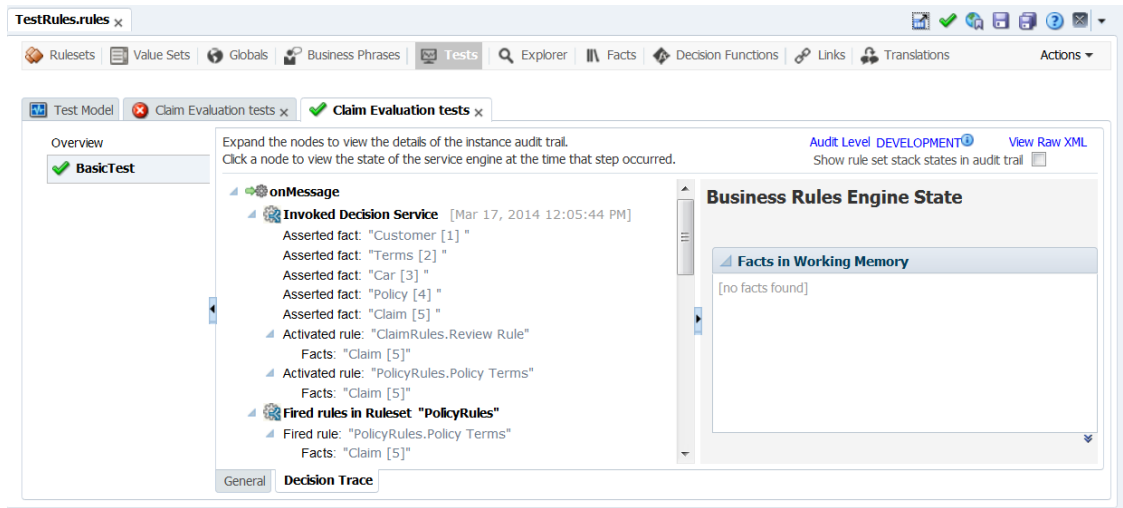 TestRules.rules x
Rulesets Value Sets Globals Business Phrases Tests Explorer Facts Decision Functions Links Translations Actions
Test Model Claim Evaluation tests x Claim Evaluation tests x
Overview
BasicTest
Expand the nodes to view the details of the instance audit trail.
Click a node to view the state of the service engine at the time that step occurred.
Audit Level DEVELOPMENT View Raw XML
Show rule set stack states in audit trail
onMessage
Invoked Decision Service [Mar 17, 2014 12:05:44 PM]
Asserted fact: "Customer [1] "
Asserted fact: "Terms [2] "
Asserted fact: "Car [3] "
Asserted fact: "Policy [4] "
Asserted fact: "Claim [5] "
Activated rule: "ClaimRules.Review Rule"
Facts: "Claim [5]"
Activated rule: "PolicyRules.Policy Terms"
Facts: "Claim [5]"
Fired rules in Ruleset "PolicyRules"
Fired rule: "PolicyRules.Policy Terms"
Facts: "Claim [5]"
Business Rules Engine State
Facts in Working Memory
[no facts found]
General Decision Trace